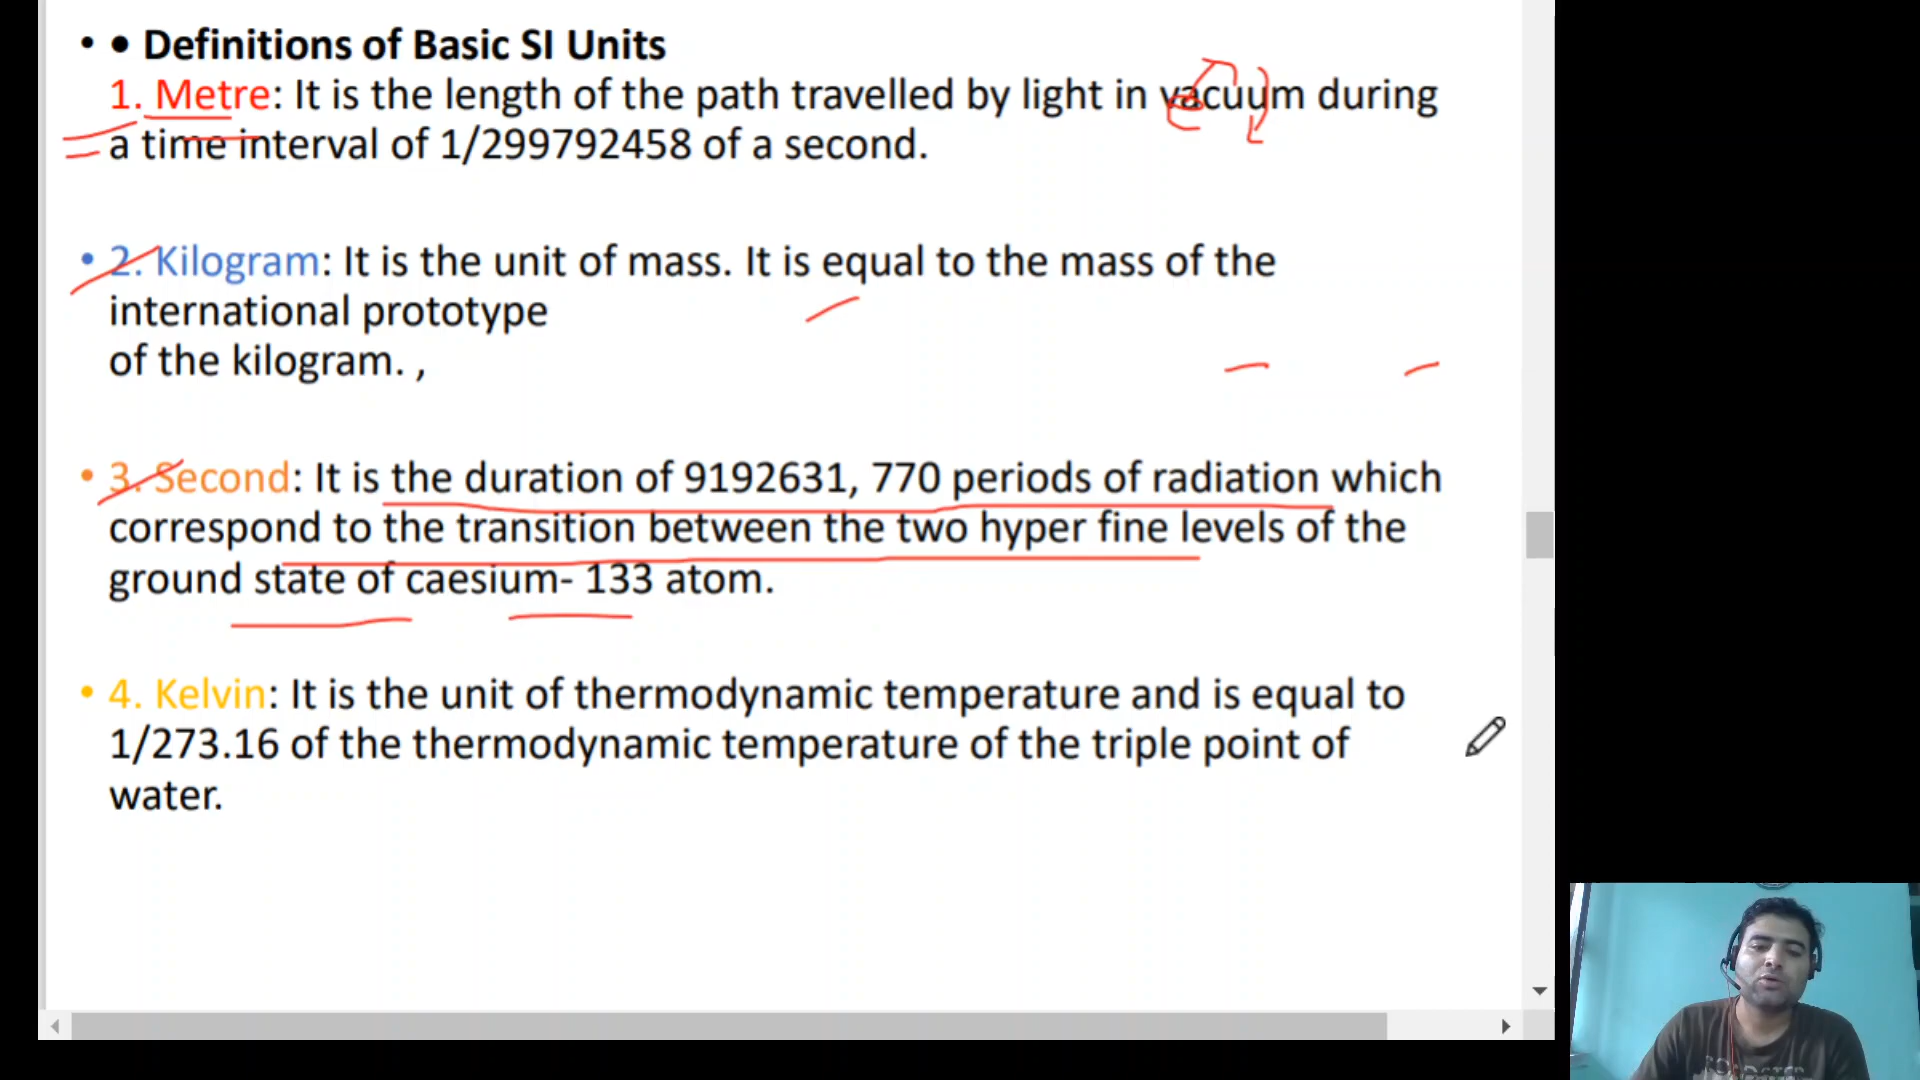 • • Definitions of Basic SI Units
1. Metre: It is the length of the path travelled by light in vacuum during
a time interval of 1/299792458 of a second.
• 2. Kilogram: It is the unit of mass. It is equal to the mass of the
international prototype
of the kilogram. ,
• 3. Second: It is the duration of 9192631, 770 periods of radiation which
correspond to the transition between the two hyper fine levels of the
ground state of caesium- 133 atom.
• 4. Kelvin: It is the unit of thermodynamic temperature and is equal to
1/273.16 of the thermodynamic temperature of the triple point of
water.